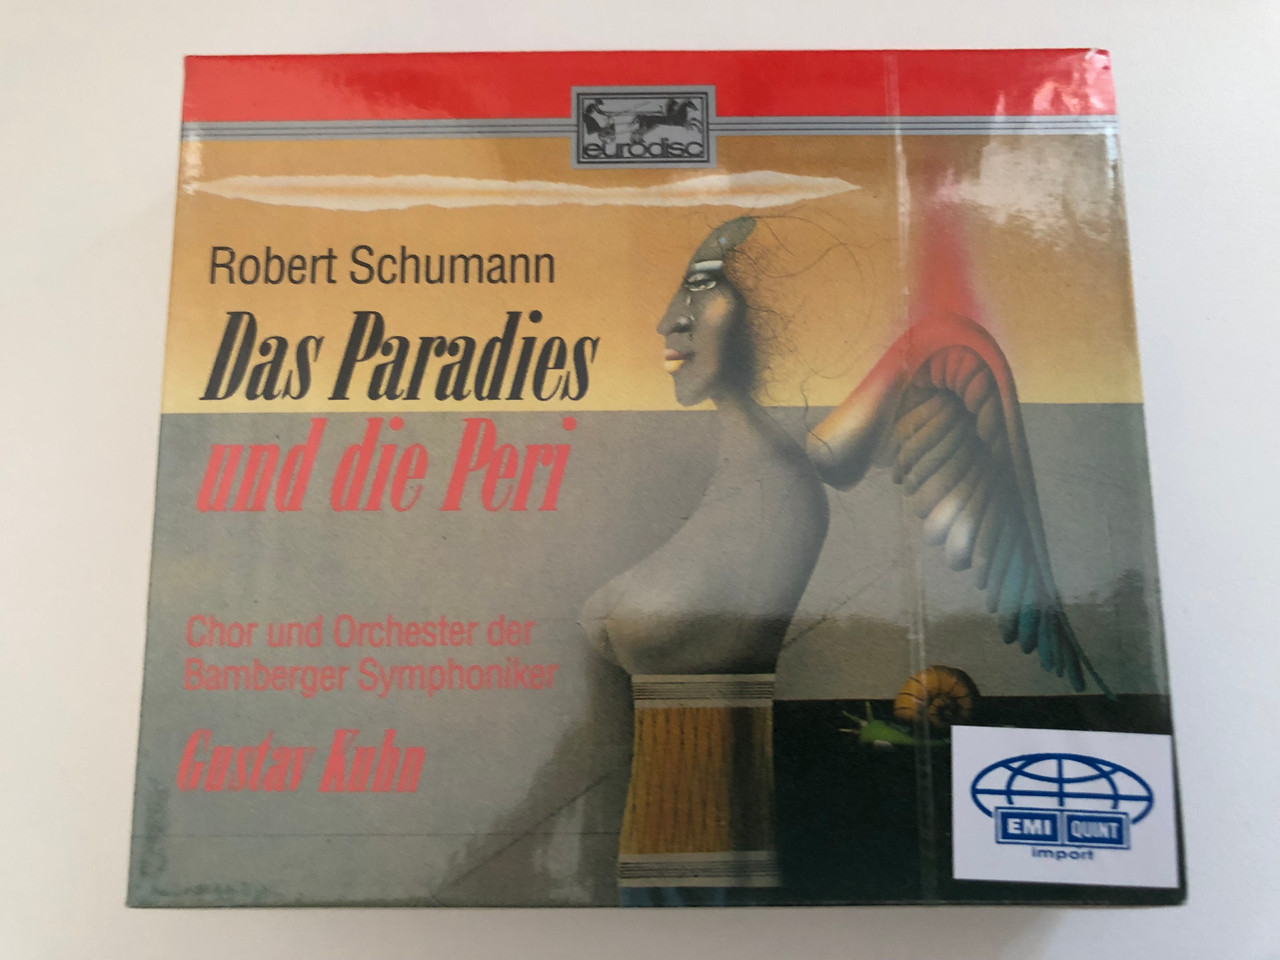 eurodisc
Robert Schumann
Das Paradies
und die Peri
Chor und Orchester der
Bamberger Symphoniker
Gustav Kuhn
EMI QUINT
import